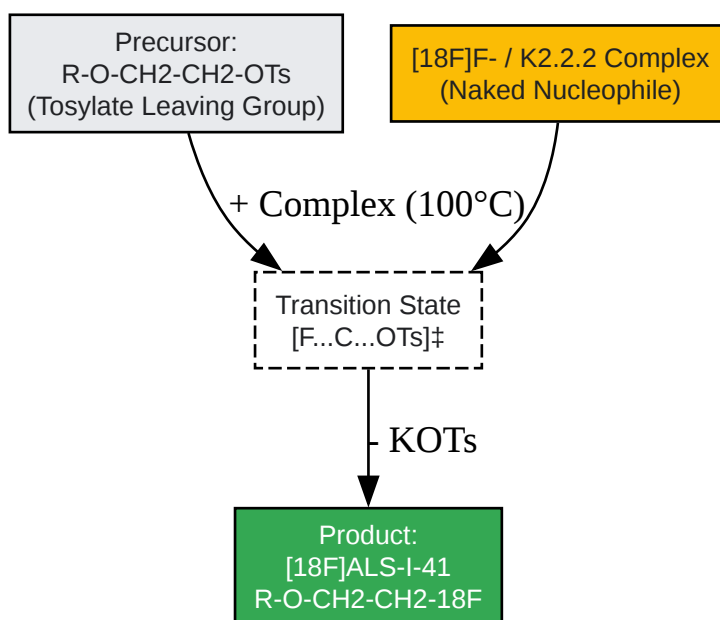 Precursor:
R-O-CH2-CH2-OTs
(Tosylate Leaving Group)
[18F]F- / K2.2.2 Complex
(Naked Nucleophile)
+ Complex (100°C)
Transition State
[F...C...OTs]‡
- KOTs
Product:
[18F]ALS-I-41
R-O-CH2-CH2-18F